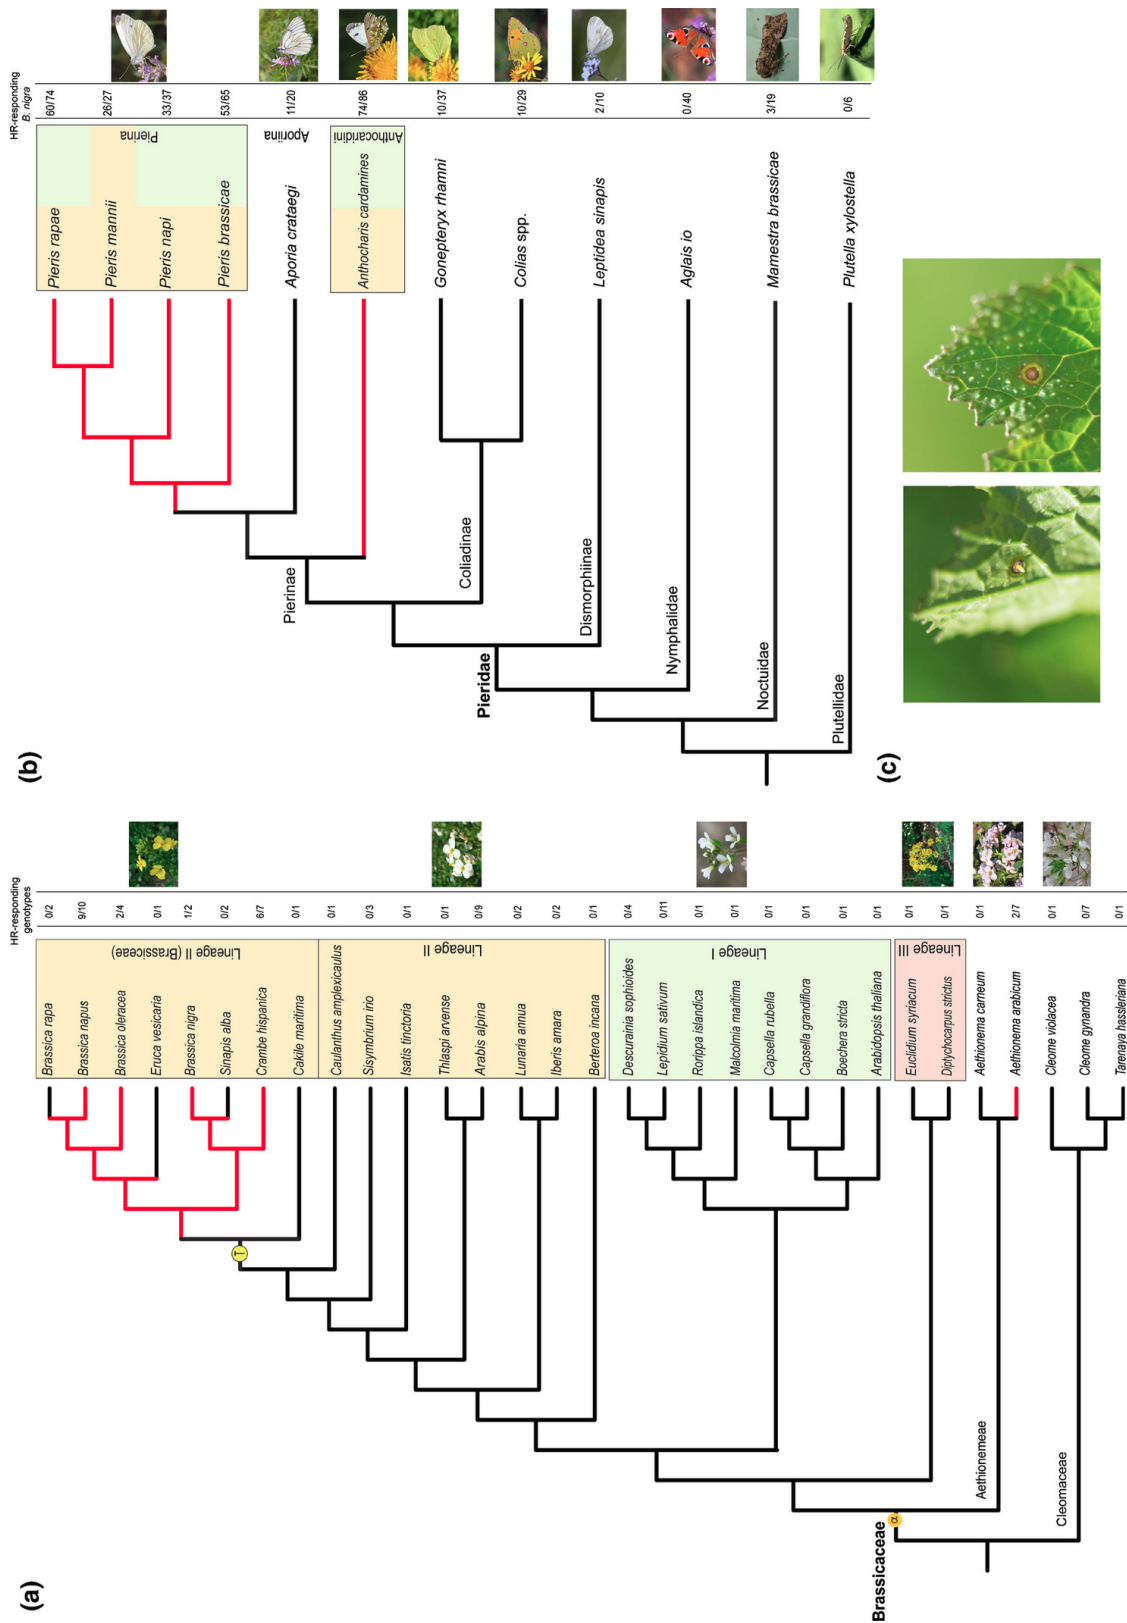 (a)
HR-responding
genotypes
Brassica rapa 0/2
Brassica napus 9/10
Brassica oleracea 2/4
Eruca vesicaria 0/1
Brassica nigra 1/2
Sinapis alba 0/2
Crambe hispanica 6/7
Cakile maritima 0/1
Lineage II (Brassiceae)
T
Caulanthus amplexicaulus 0/1
Sisymbrium irio 0/3
Isatis tinctoria 0/1
Thlaspi arvense 0/1
Arabis alpina 0/9
Lunaria annua 0/2
Iberis amara 0/2
Berteroa incana 0/1
Lineage II
Descurainia sophioides 0/4
Lepidium sativum 0/11
Rorippa islandica 0/1
Malcolmia maritima 0/1
Capsella rubella 0/1
Capsella grandiflora 0/1
Boechera stricta 0/1
Arabidopsis thaliana 0/1
Lineage I
Euclidium syriacum 0/1
Diptychocarpus strictus 0/1
Lineage III
Brassicaceae
α
Aethionemeae
Aethionema carneum 0/1
Aethionema arabicum 2/7
Cleomaceae
Cleome violacea 0/1
Cleome gynandra 0/7
Tarenaya hassleriana 0/1
(b)
HR-responding
B. nigra
Pieris rapae 60/74
Pieris mannii 26/27
Pieris napi 33/37
Pieris brassicae 53/65
Pierina
Aporia crataegi Aporiina 11/20
Pierinae
Anthocharis cardamines Anthocaridini 74/86
Coliadinae
Gonepteryx rhamni 10/37
Colias spp. 10/29
Pieridae
Dismorphiinae
Leptidea sinapis 2/10
Nymphalidae
Aglais io 0/40
Noctuidae
Mamestra brassicae 3/19
Plutellidae
Plutella xylostella 0/6
(c)